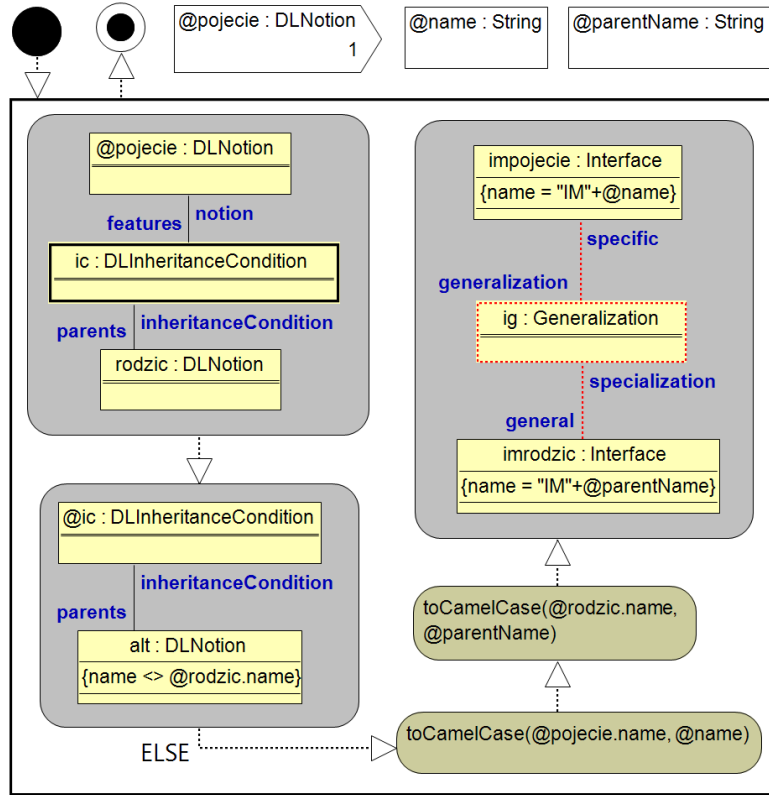 @pojecie : DLNotion
1
@name : String
@parentName : String
@pojecie : DLNotion
notion
features
ic : DLInheritanceCondition
inheritanceCondition
parents
rodzic : DLNotion
@ic : DLInheritanceCondition
inheritanceCondition
parents
alt : DLNotion
{name <> @rodzic.name}
ELSE
toCamelCase(@pojecie.name, @name)
toCamelCase(@rodzic.name,
@parentName)
impojecie : Interface
{name = "IM"+@name}
specific
generalization
ig : Generalization
specialization
general
imrodzic : Interface
{name = "IM"+@parentName}